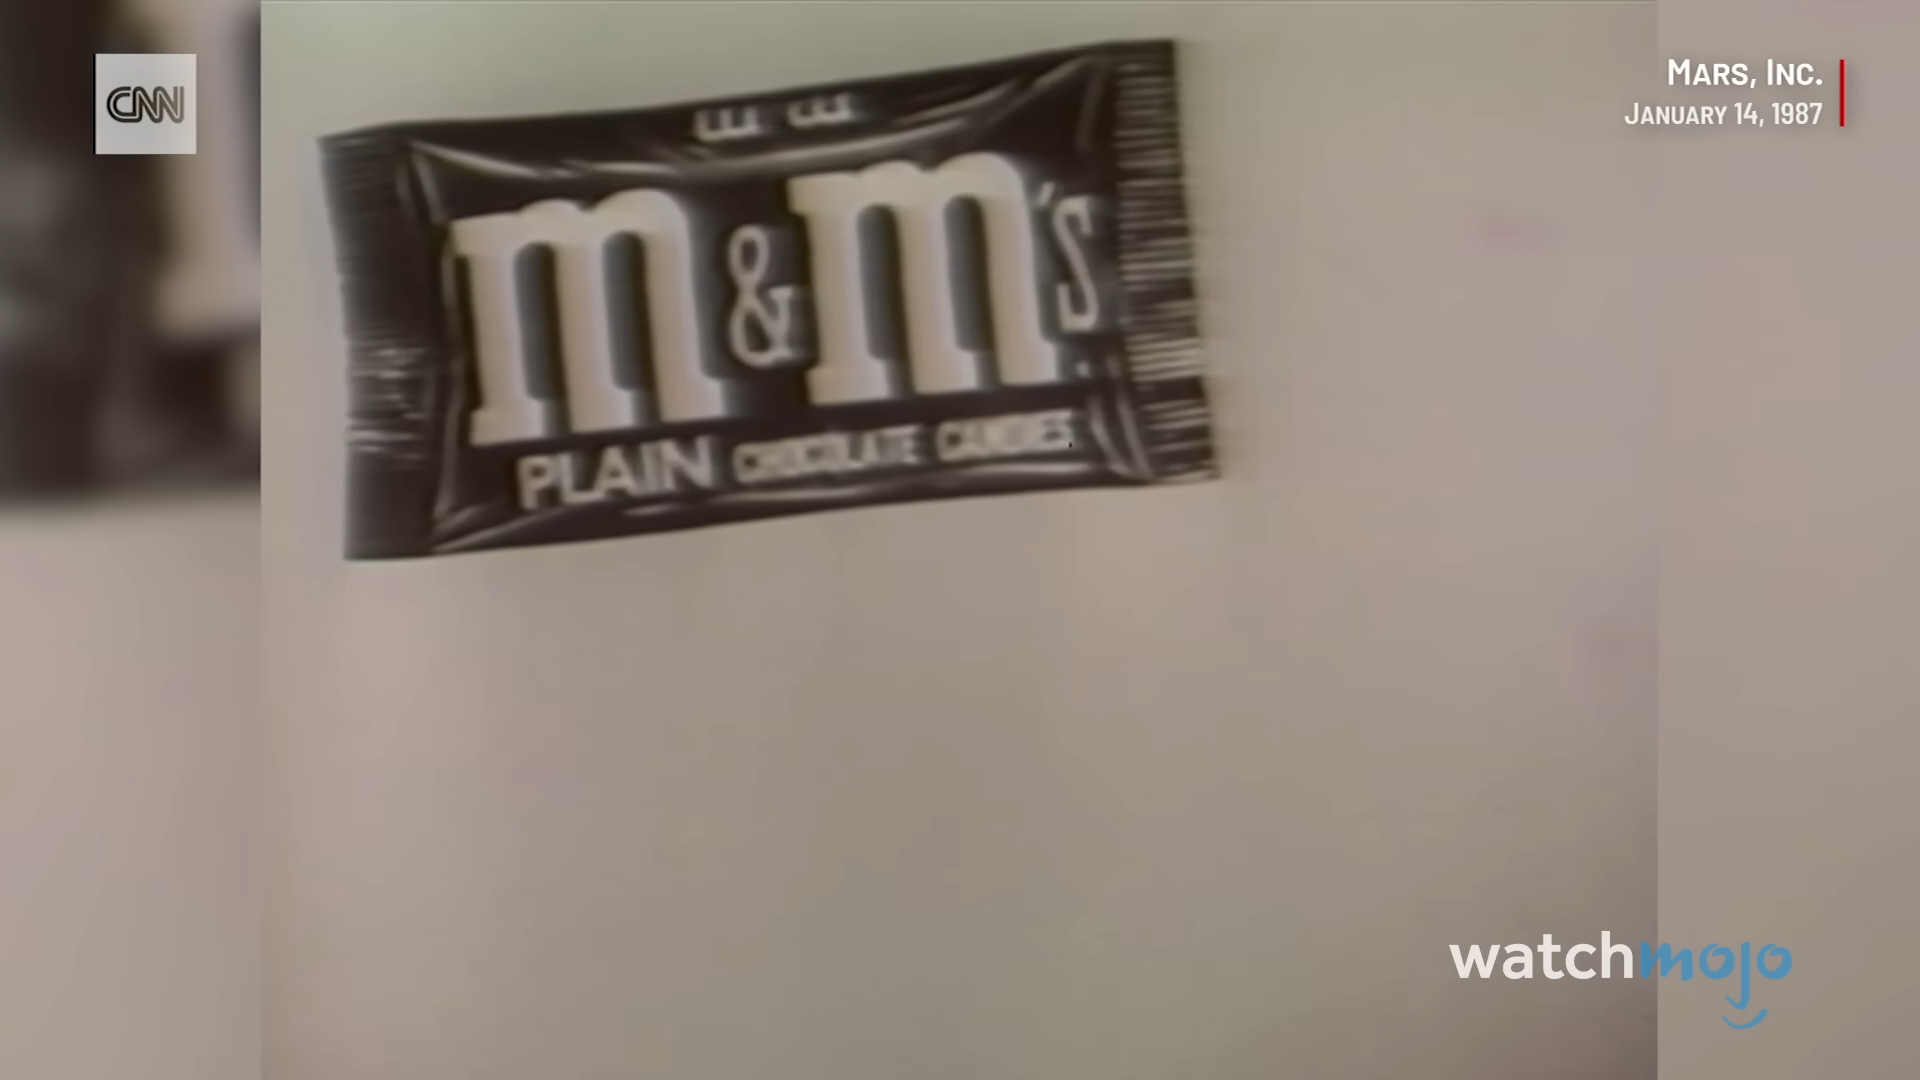 CNN
MARS, INC.
JANUARY 14, 1987
m&m's
PLAIN CHOCOLATE CANDIES
watchmojo